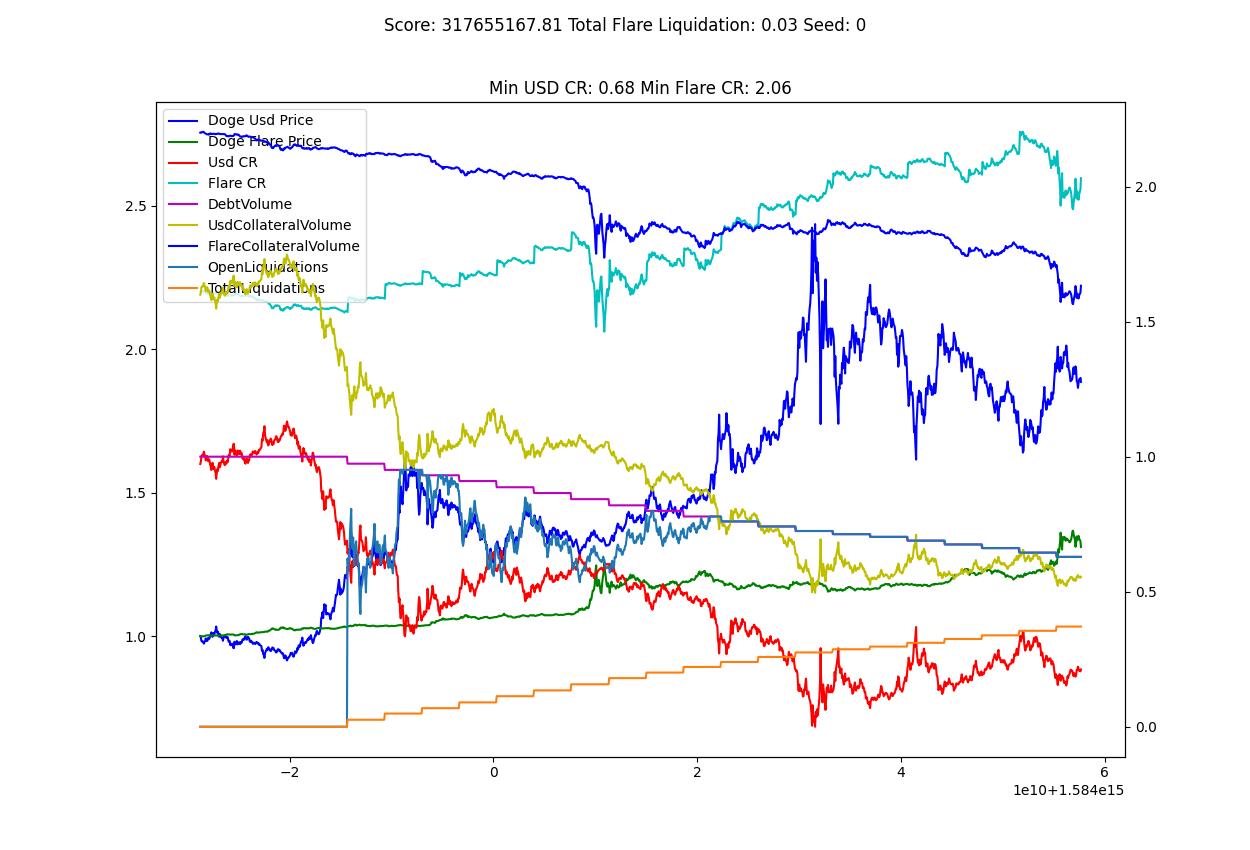 Score: 317655167.81 Total Flare Liquidation: 0.03 Seed: 0
Min USD CR: 0.68 Min Flare CR: 2.06
Doge Usd Price
Doge Flare Price
Usd CR
Flare CR
DebtVolume
UsdCollateralVolume
FlareCollateralVolume
OpenLiquidations
TotalLiquidations
2.5
2.0
1.5
1.0
2.0
1.5
1.0
0.5
0.0
−2
0
2
4
6
1e10+1.584e15